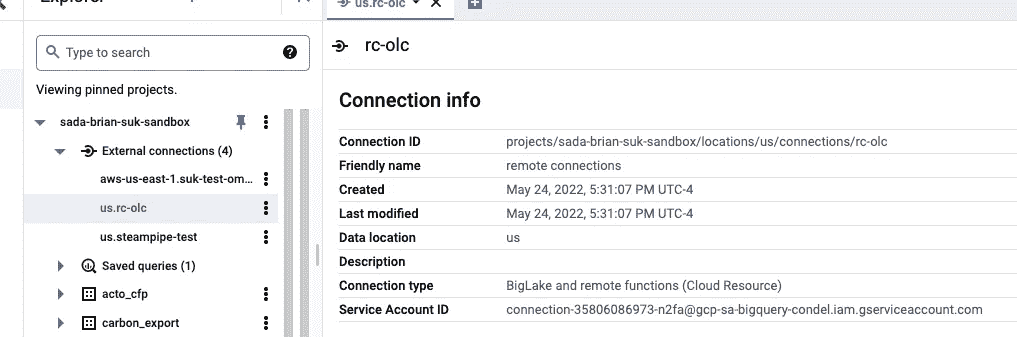 Explorer
us.rc-olc
Type to search
Viewing pinned projects.
sada-brian-suk-sandbox
External connections (4)
aws-us-east-1.suk-test-om...
us.rc-olc
us.steampipe-test
Saved queries (1)
acto_cfp
carbon_export
rc-olc
Connection info
Connection ID projects/sada-brian-suk-sandbox/locations/us/connections/rc-olc
Friendly name remote connections
Created May 24, 2022, 5:31:07 PM UTC-4
Last modified May 24, 2022, 5:31:07 PM UTC-4
Data location us
Description
Connection type BigLake and remote functions (Cloud Resource)
Service Account ID connection-35806086973-n2fa@gcp-sa-bigquery-condel.iam.gserviceaccount.com